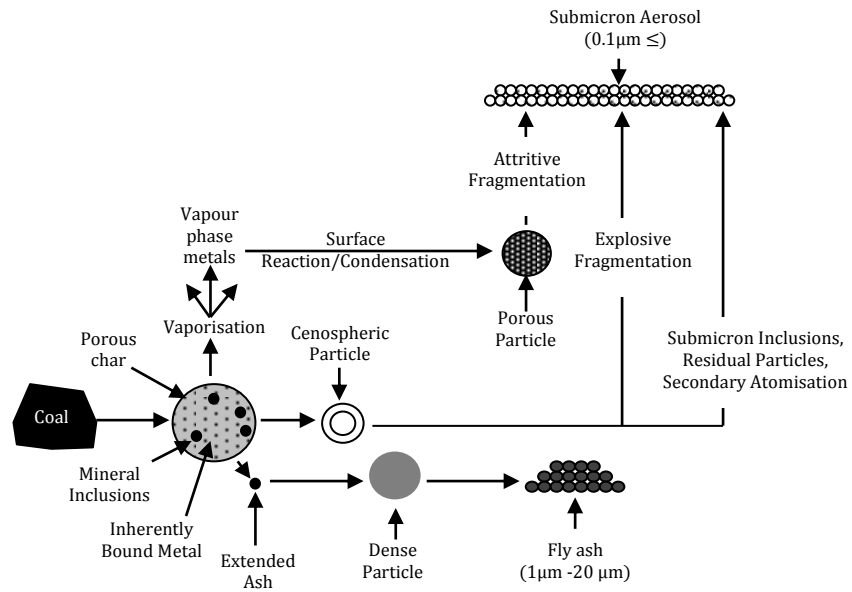 Submicron Aerosol
(0.1µm ≤)
Attritive
Fragmentation
Vapour
phase
metals
Surface
Reaction/Condensation
Explosive
Fragmentation
Vaporisation
Porous
char
Cenospheric
Particle
Porous
Particle
Submicron Inclusions,
Residual Particles,
Secondary Atomisation
Coal
Mineral
Inclusions
Inherently
Bound Metal
Extended
Ash
Dense
Particle
Fly ash
(1µm -20 µm)